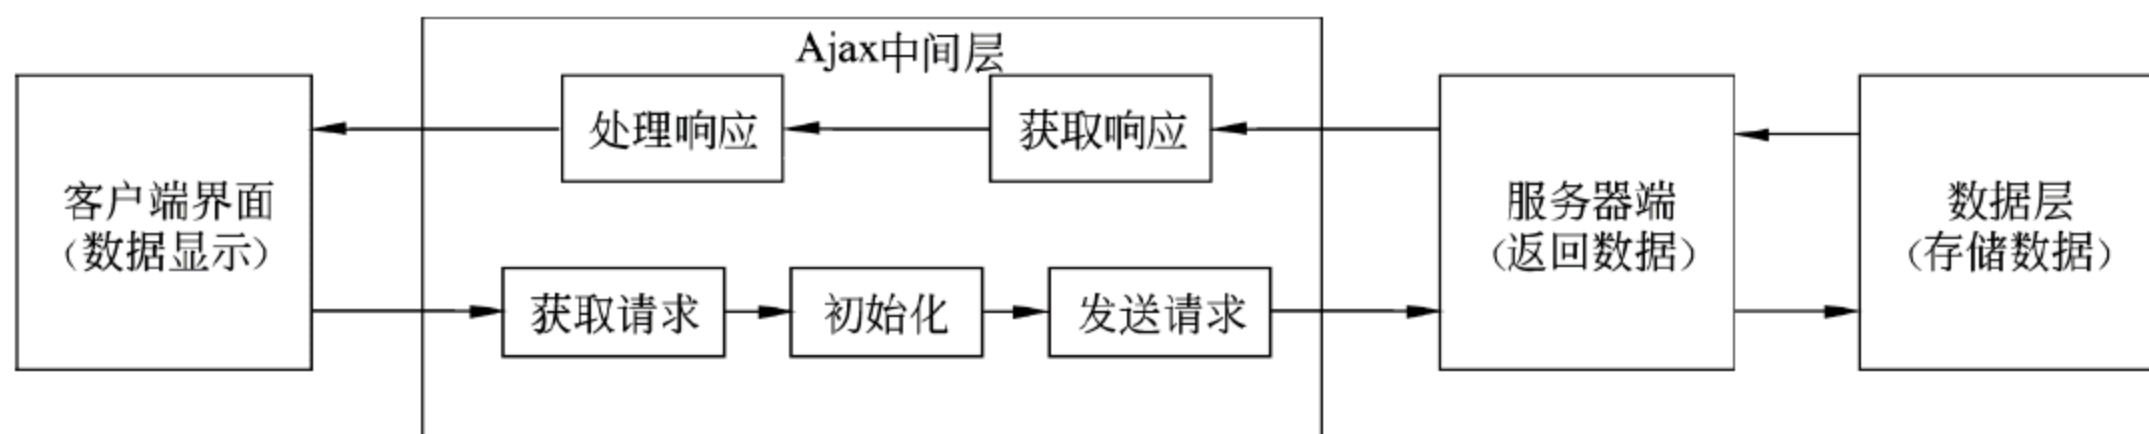 Ajax中间层
处理响应
获取响应
客户端界面
(数据显示)
服务器端
(返回数据)
数据层
(存储数据)
获取请求
初始化
发送请求